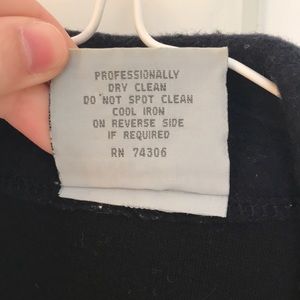 PROFESSIONALLY
DRY CLEAN
DO NOT SPOT CLEAN
COOL IRON
ON REVERSE SIDE
IF REQUIRED
RN 74306